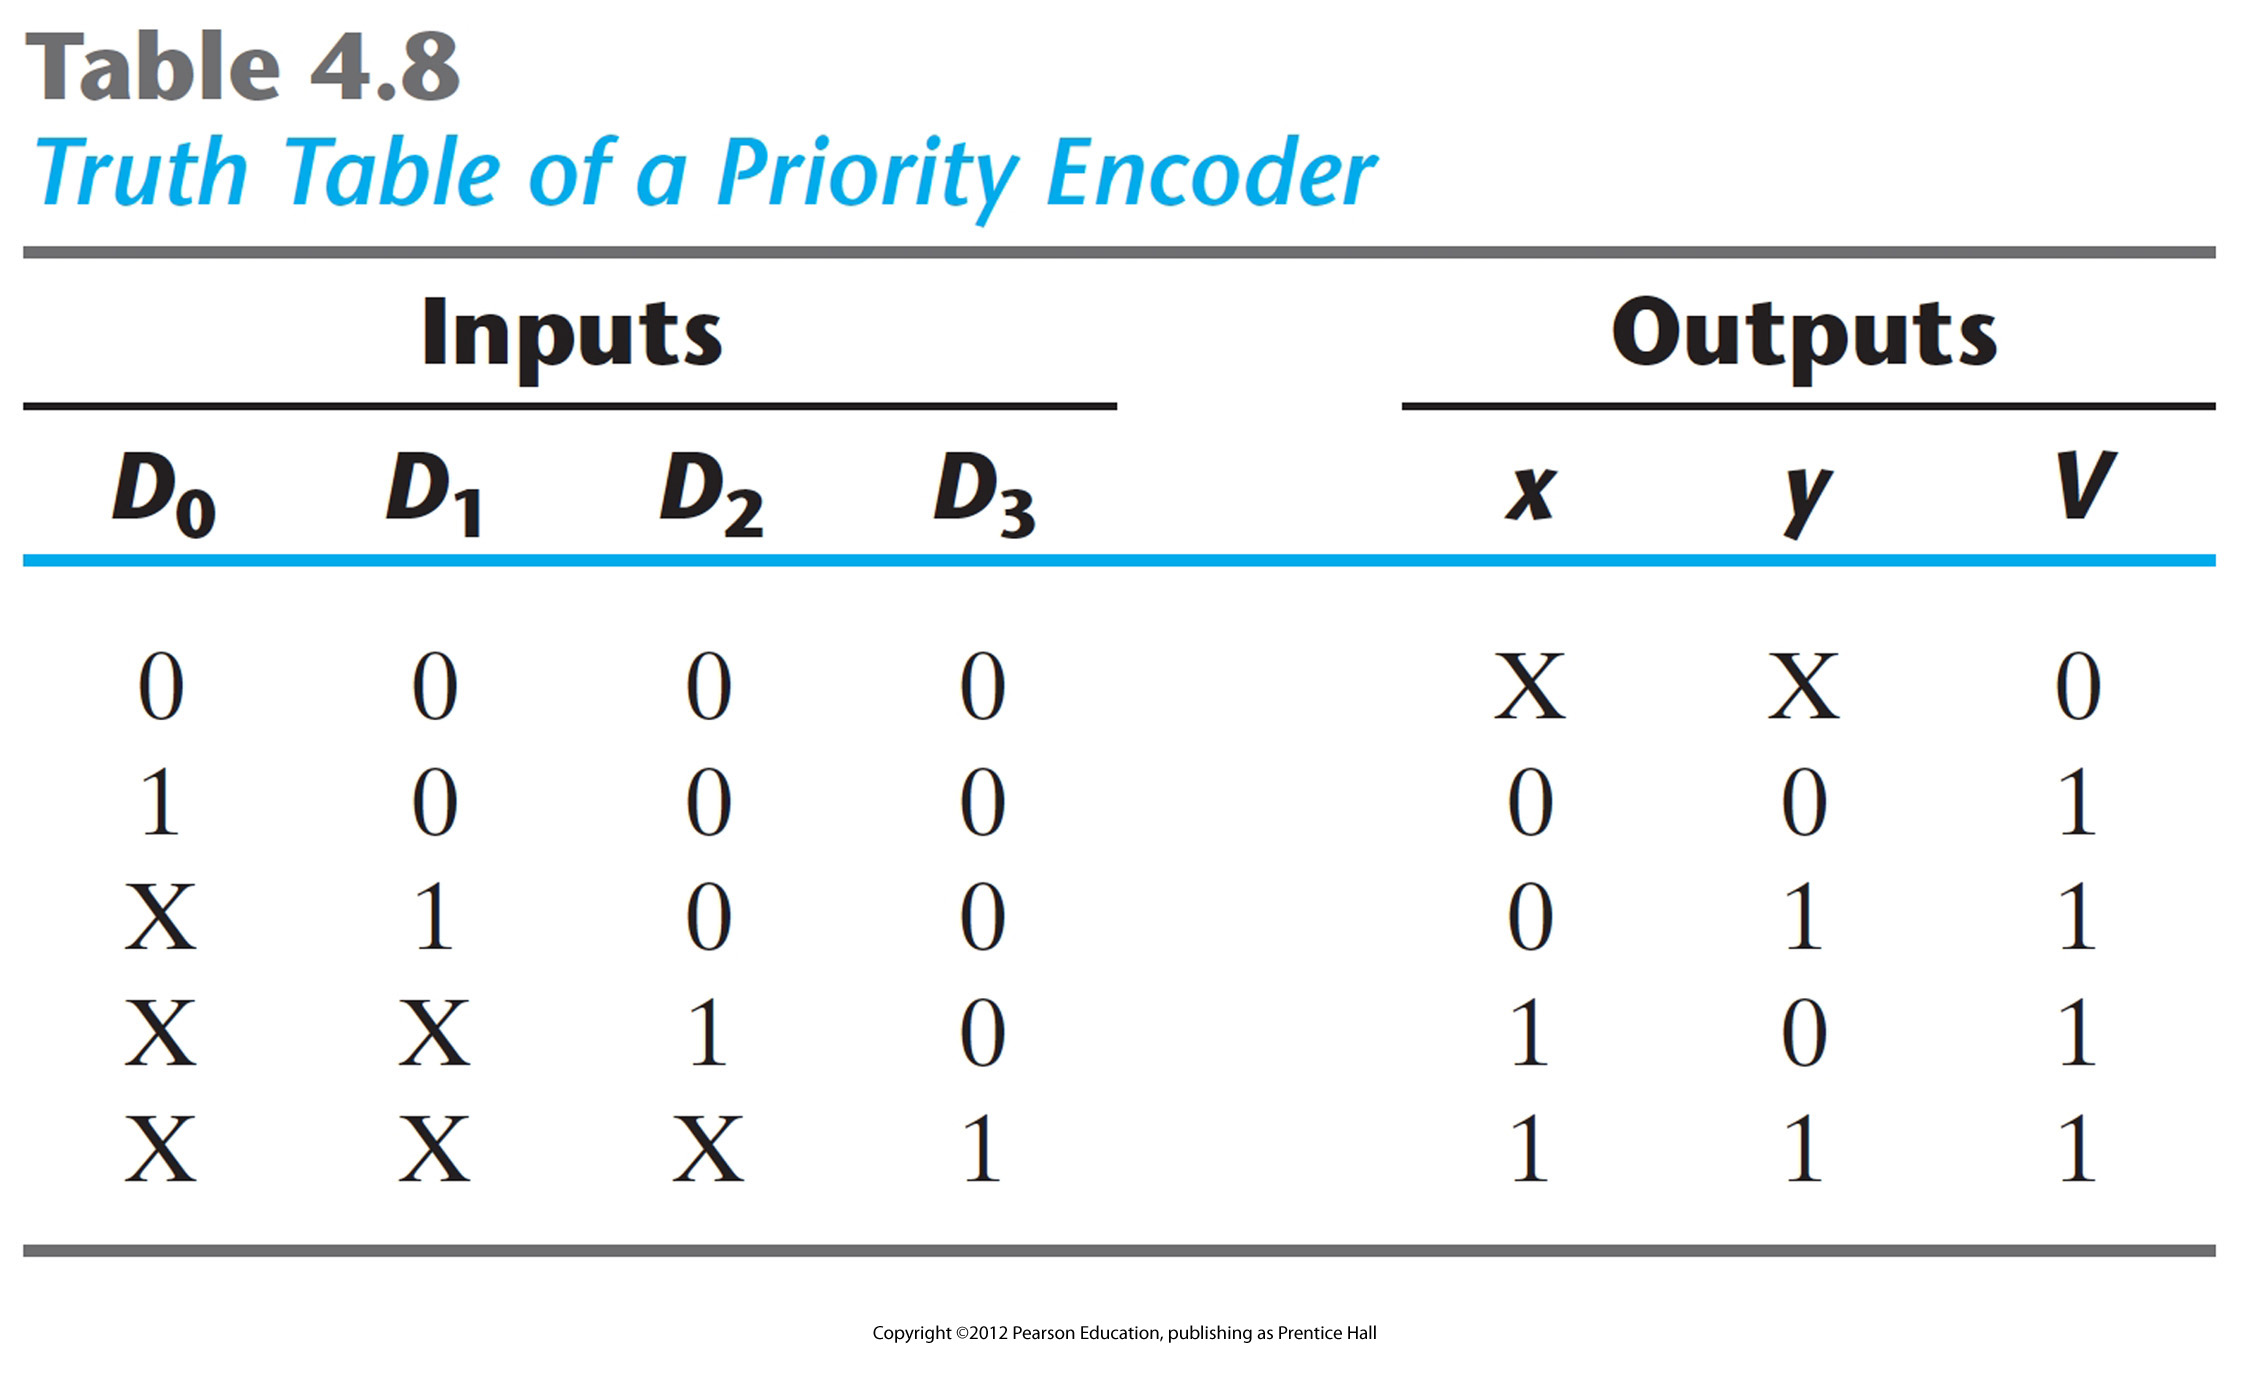 Table 4.8
Truth Table of a Priority Encoder
Inputs Outputs
D₀ D₁ D₂ D₃ x y V
0 0 0 0 X X 0
1 0 0 0 0 0 1
X 1 0 0 0 1 1
X X 1 0 1 0 1
X X X 1 1 1 1
Copyright ©2012 Pearson Education, publishing as Prentice Hall